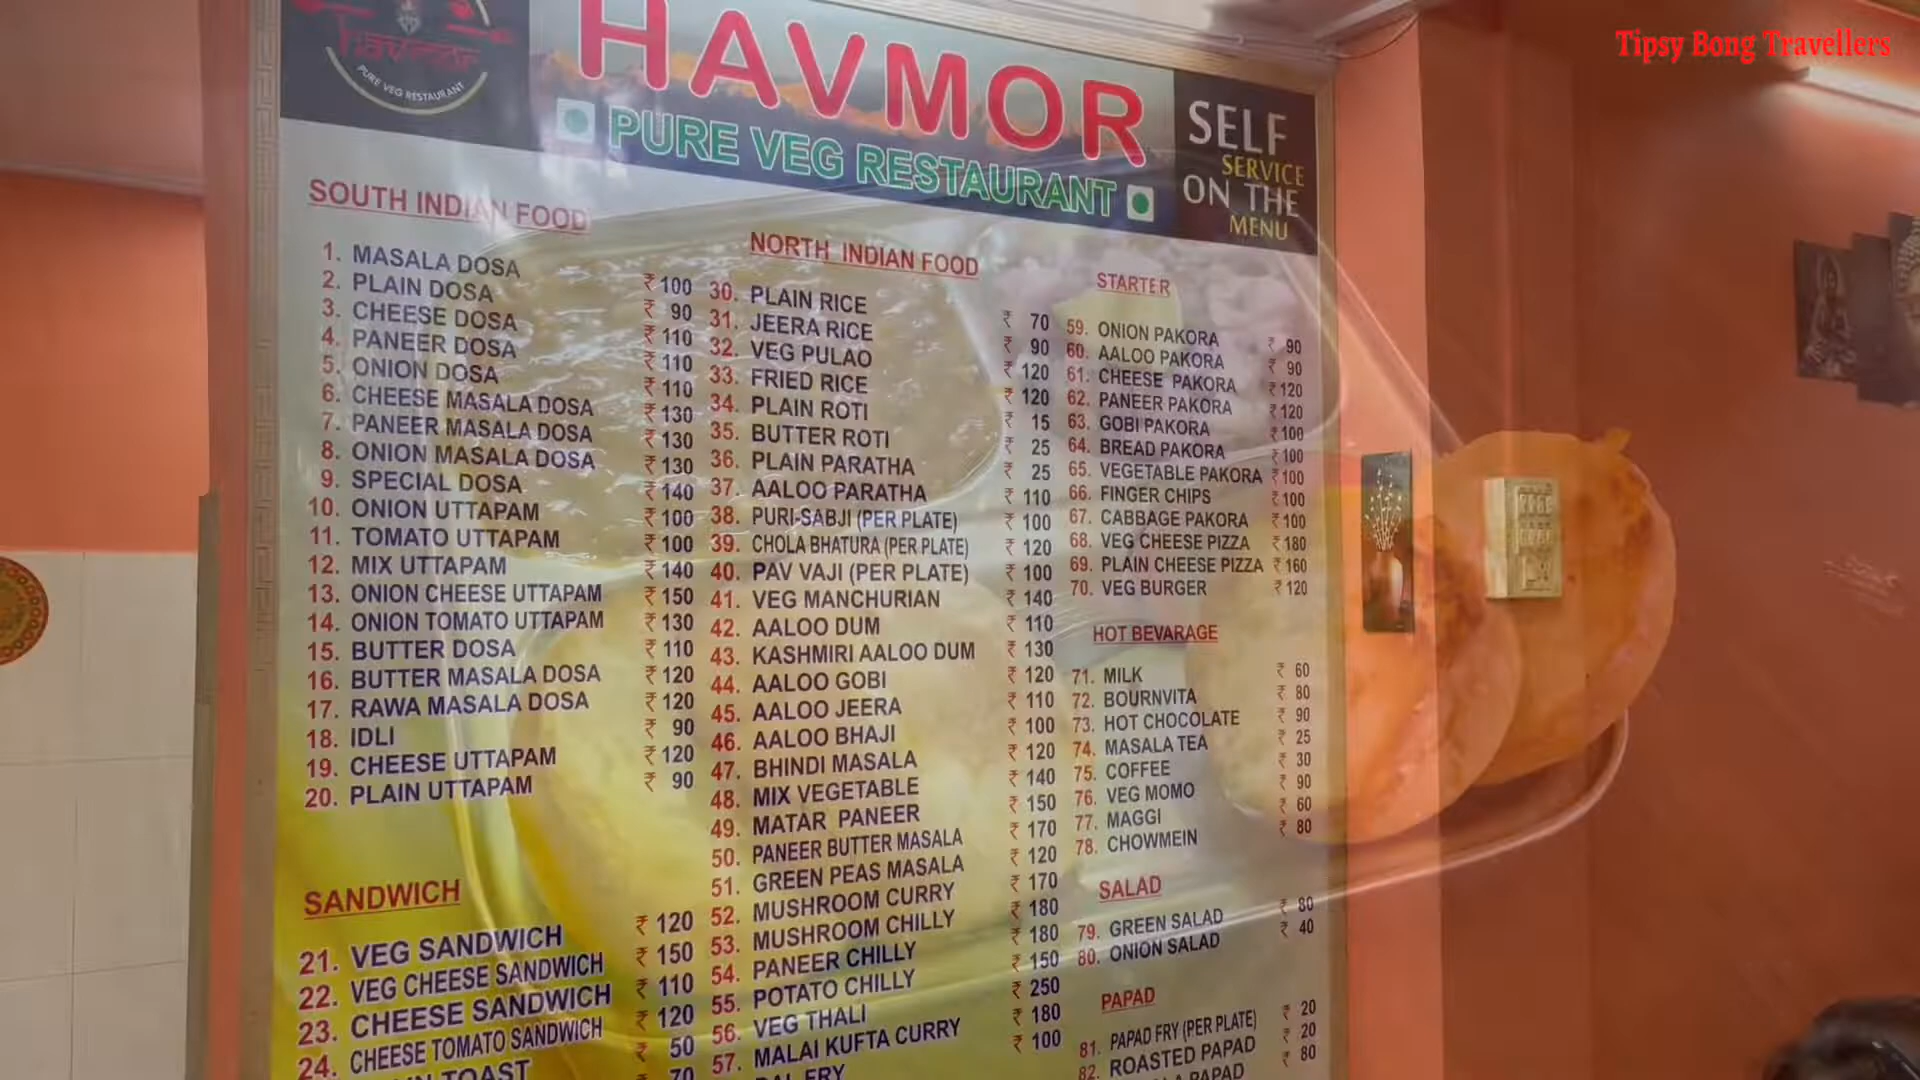 Tipsy Bong Travellers
Havmor
PURE VEG RESTAURANT
HAVMOR
PURE VEG RESTAURANT
SELF
SERVICE
ON THE
MENU
SOUTH INDIAN FOOD
1. MASALA DOSA ₹ 100
2. PLAIN DOSA ₹ 90
3. CHEESE DOSA ₹ 110
4. PANEER DOSA ₹ 110
5. ONION DOSA ₹ 110
6. CHEESE MASALA DOSA ₹ 130
7. PANEER MASALA DOSA ₹ 130
8. ONION MASALA DOSA ₹ 130
9. SPECIAL DOSA ₹ 140
10. ONION UTTAPAM ₹ 100
11. TOMATO UTTAPAM ₹ 100
12. MIX UTTAPAM ₹ 140
13. ONION CHEESE UTTAPAM ₹ 150
14. ONION TOMATO UTTAPAM ₹ 130
15. BUTTER DOSA ₹ 110
16. BUTTER MASALA DOSA ₹ 120
17. RAWA MASALA DOSA ₹ 120
18. IDLI ₹ 90
19. CHEESE UTTAPAM ₹ 120
20. PLAIN UTTAPAM ₹ 90
SANDWICH
21. VEG SANDWICH ₹ 120
22. VEG CHEESE SANDWICH ₹ 150
23. CHEESE SANDWICH ₹ 110
24. CHEESE TOMATO SANDWICH ₹ 120
TOAST ₹ 50
₹ 70
NORTH INDIAN FOOD
30. PLAIN RICE ₹ 70
31. JEERA RICE ₹ 90
32. VEG PULAO ₹ 120
33. FRIED RICE ₹ 120
34. PLAIN ROTI ₹ 15
35. BUTTER ROTI ₹ 25
36. PLAIN PARATHA ₹ 25
37. AALOO PARATHA ₹ 110
38. PURI-SABJI (PER PLATE) ₹ 100
39. CHOLA BHATURA (PER PLATE) ₹ 120
40. PAV VAJI (PER PLATE) ₹ 100
41. VEG MANCHURIAN ₹ 140
42. AALOO DUM ₹ 110
43. KASHMIRI AALOO DUM ₹ 130
44. AALOO GOBI ₹ 120
45. AALOO JEERA ₹ 110
46. AALOO BHAJI ₹ 100
47. BHINDI MASALA ₹ 120
48. MIX VEGETABLE ₹ 140
49. MATAR PANEER ₹ 150
50. PANEER BUTTER MASALA ₹ 170
51. GREEN PEAS MASALA ₹ 120
52. MUSHROOM CURRY ₹ 170
53. MUSHROOM CHILLY ₹ 180
54. PANEER CHILLY ₹ 180
55. POTATO CHILLY ₹ 150
56. VEG THALI ₹ 250
57. MALAI KUFTA CURRY ₹ 180
DAL FRY ₹ 100
STARTER
59. ONION PAKORA ₹ 90
60. AALOO PAKORA ₹ 90
61. CHEESE PAKORA ₹ 120
62. PANEER PAKORA ₹ 120
63. GOBI PAKORA ₹ 100
64. BREAD PAKORA ₹ 100
65. VEGETABLE PAKORA ₹ 100
66. FINGER CHIPS ₹ 100
67. CABBAGE PAKORA ₹ 100
68. VEG CHEESE PIZZA ₹ 180
69. PLAIN CHEESE PIZZA ₹ 160
70. VEG BURGER ₹ 120
HOT BEVARAGE
71. MILK ₹ 60
72. BOURNVITA ₹ 80
73. HOT CHOCOLATE ₹ 90
74. MASALA TEA ₹ 25
75. COFFEE ₹ 30
76. VEG MOMO ₹ 90
77. MAGGI ₹ 60
78. CHOWMEIN ₹ 80
SALAD
79. GREEN SALAD ₹ 80
80. ONION SALAD ₹ 40
PAPAD
81. PAPAD FRY (PER PLATE) ₹ 20
82. ROASTED PAPAD ₹ 20
PAPAD ₹ 80